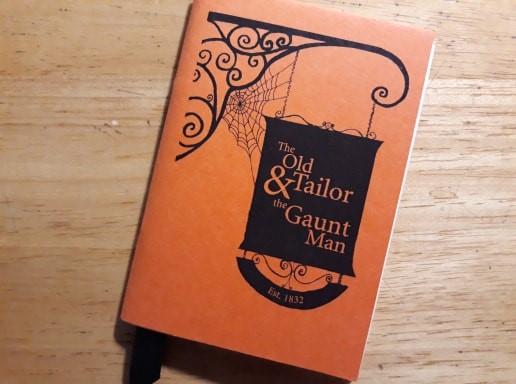 The
Old
& Tailor
the
Gaunt
Man
Est. 1832